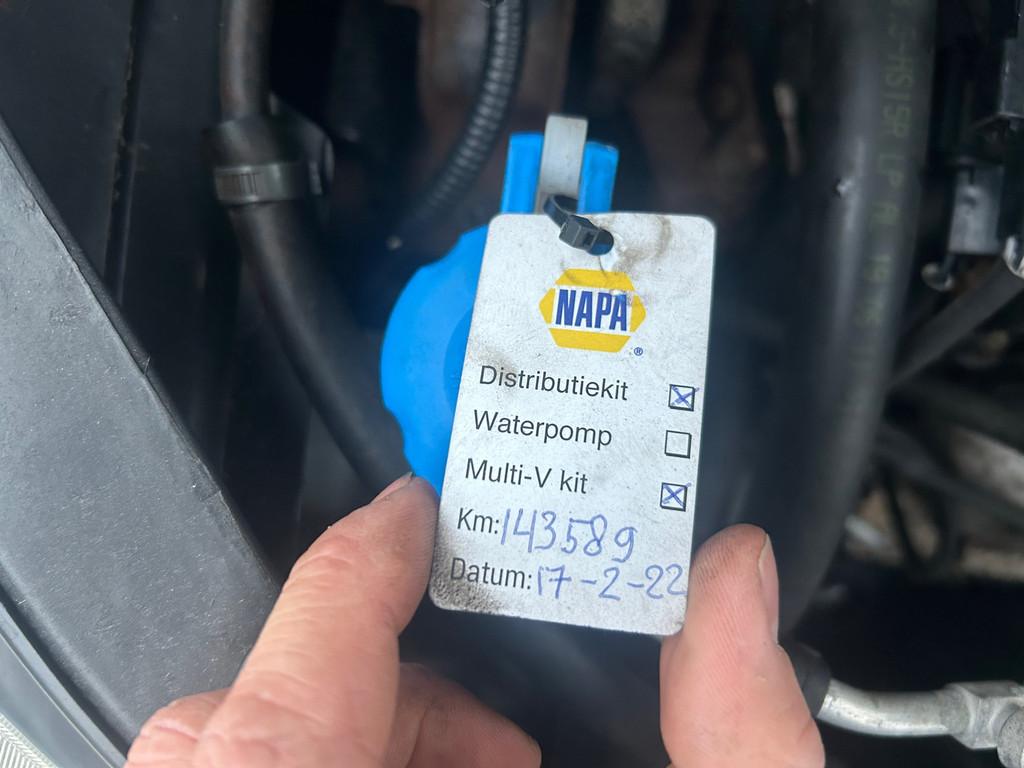 NAPA
®
Distributiekit
Waterpomp
Multi-V kit
Km: 143589
Datum: 17-2-22